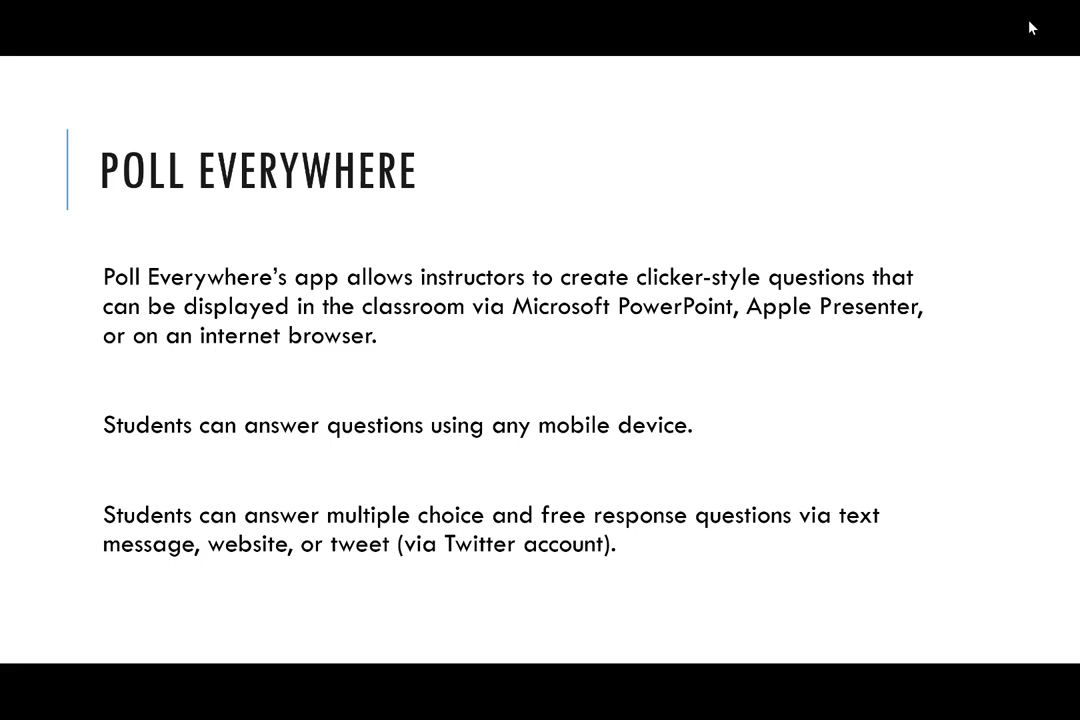 POLL EVERYWHERE
Poll Everywhere’s app allows instructors to create clicker-style questions that
can be displayed in the classroom via Microsoft PowerPoint, Apple Presenter,
or on an internet browser.
Students can answer questions using any mobile device.
Students can answer multiple choice and free response questions via text
message, website, or tweet (via Twitter account).